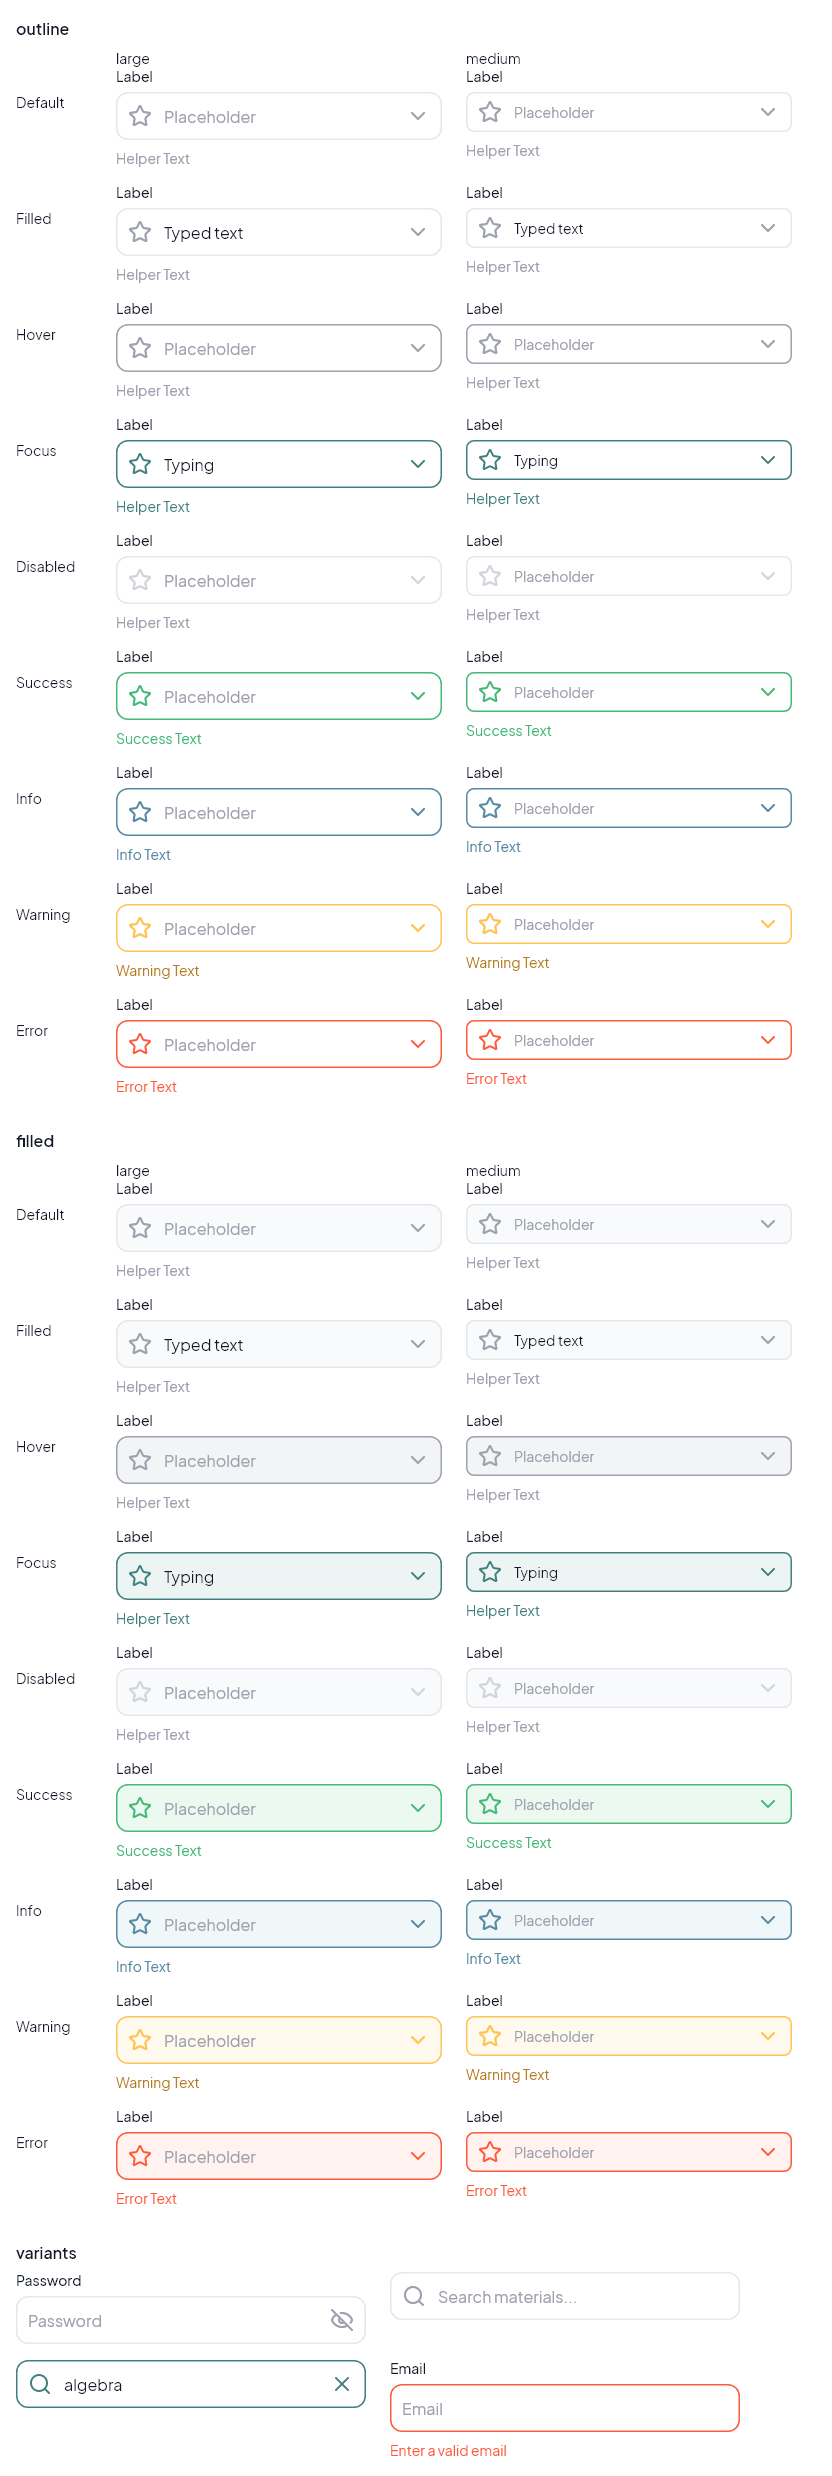 outline
large medium
Label Label
Default Placeholder Placeholder
Helper Text Helper Text
Label Label
Filled Typed text Typed text
Helper Text Helper Text
Label Label
Hover Placeholder Placeholder
Helper Text Helper Text
Label Label
Focus Typing Typing
Helper Text Helper Text
Label Label
Disabled Placeholder Placeholder
Helper Text Helper Text
Label Label
Success Placeholder Placeholder
Success Text Success Text
Label Label
Info Placeholder Placeholder
Info Text Info Text
Label Label
Warning Placeholder Placeholder
Warning Text Warning Text
Label Label
Error Placeholder Placeholder
Error Text Error Text
filled
large medium
Label Label
Default Placeholder Placeholder
Helper Text Helper Text
Label Label
Filled Typed text Typed text
Helper Text Helper Text
Label Label
Hover Placeholder Placeholder
Helper Text Helper Text
Label Label
Focus Typing Typing
Helper Text Helper Text
Label Label
Disabled Placeholder Placeholder
Helper Text Helper Text
Label Label
Success Placeholder Placeholder
Success Text Success Text
Label Label
Info Placeholder Placeholder
Info Text Info Text
Label Label
Warning Placeholder Placeholder
Warning Text Warning Text
Label Label
Error Placeholder Placeholder
Error Text Error Text
variants
Password
Password
Search materials...
algebra
Email
Email
Enter a valid email